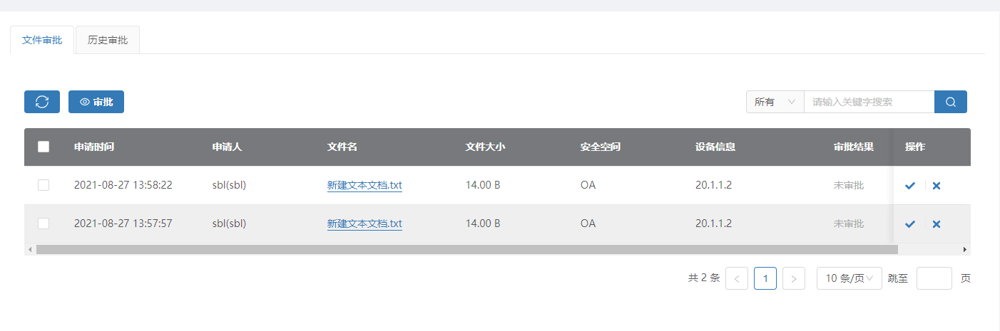 文件审批 历史审批
审批 所有 请输入关键字搜索
申请时间 申请人 文件名 文件大小 安全空间 设备信息 审批结果 操作
2021-08-27 13:58:22 sbl(sbl) 新建文本文档.txt 14.00 B OA 20.1.1.2 未审批
2021-08-27 13:57:57 sbl(sbl) 新建文本文档.txt 14.00 B OA 20.1.1.2 未审批
共 2 条 1 10 条/页 跳至 页